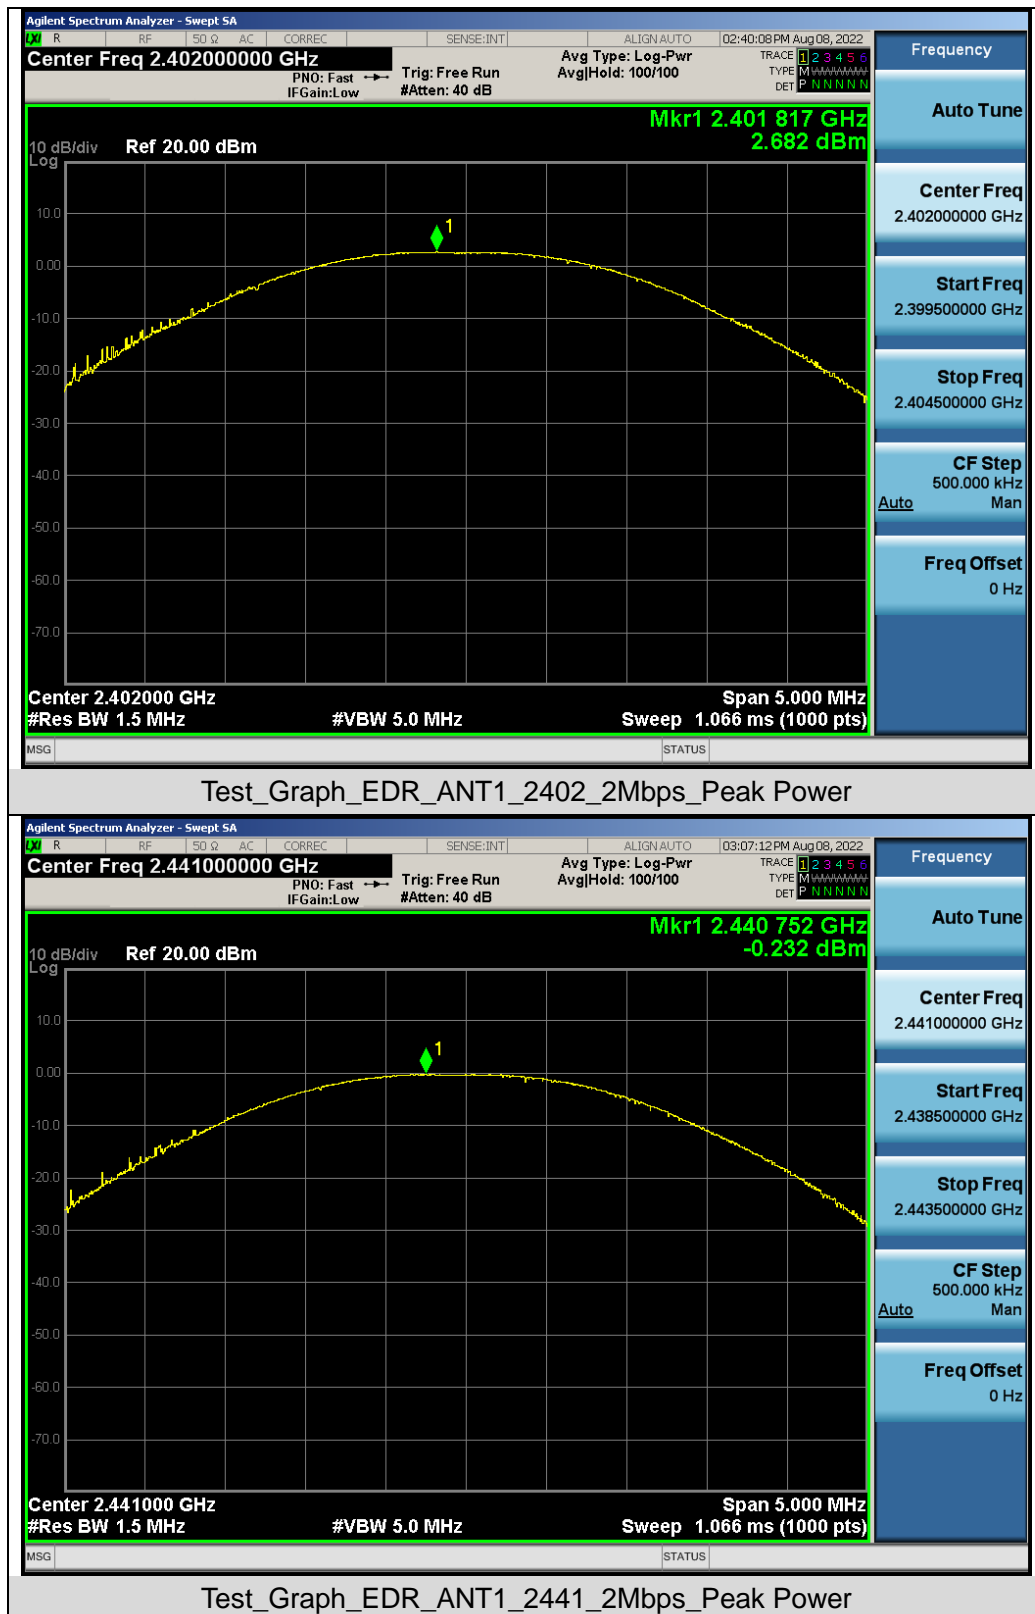 Agilent Spectrum Analyzer - Swept SA
LXI R RF 50 Ω AC CORREC SENSE:INT ALIGN AUTO 02:40:08 PM Aug 08, 2022
Center Freq 2.402000000 GHz
PNO: Fast
IFGain:Low
Trig: Free Run
#Atten: 40 dB
Avg Type: Log-Pwr
Avg|Hold: 100/100
TRACE 1 2 3 4 5 6
TYPE M WWWWW
DET P N N N N N
Mkr1 2.401 817 GHz
2.682 dBm
10 dB/div Ref 20.00 dBm
Log
1
10.0
0.00
-10.0
-20.0
-30.0
-40.0
-50.0
-60.0
-70.0
Center 2.402000 GHz Span 5.000 MHz
#Res BW 1.5 MHz #VBW 5.0 MHz Sweep 1.066 ms (1000 pts)
MSG STATUS
Frequency
Auto Tune
Center Freq
2.402000000 GHz
Start Freq
2.399500000 GHz
Stop Freq
2.404500000 GHz
CF Step
500.000 kHz
Auto Man
Freq Offset
0 Hz
Test_Graph_EDR_ANT1_2402_2Mbps_Peak Power
Agilent Spectrum Analyzer - Swept SA
LXI R RF 50 Ω AC CORREC SENSE:INT ALIGN AUTO 03:07:12 PM Aug 08, 2022
Center Freq 2.441000000 GHz
PNO: Fast
IFGain:Low
Trig: Free Run
#Atten: 40 dB
Avg Type: Log-Pwr
Avg|Hold: 100/100
TRACE 1 2 3 4 5 6
TYPE M WWWWW
DET P N N N N N
Mkr1 2.440 752 GHz
-0.232 dBm
10 dB/div Ref 20.00 dBm
Log
1
10.0
0.00
-10.0
-20.0
-30.0
-40.0
-50.0
-60.0
-70.0
Center 2.441000 GHz Span 5.000 MHz
#Res BW 1.5 MHz #VBW 5.0 MHz Sweep 1.066 ms (1000 pts)
MSG STATUS
Frequency
Auto Tune
Center Freq
2.441000000 GHz
Start Freq
2.438500000 GHz
Stop Freq
2.443500000 GHz
CF Step
500.000 kHz
Auto Man
Freq Offset
0 Hz
Test_Graph_EDR_ANT1_2441_2Mbps_Peak Power